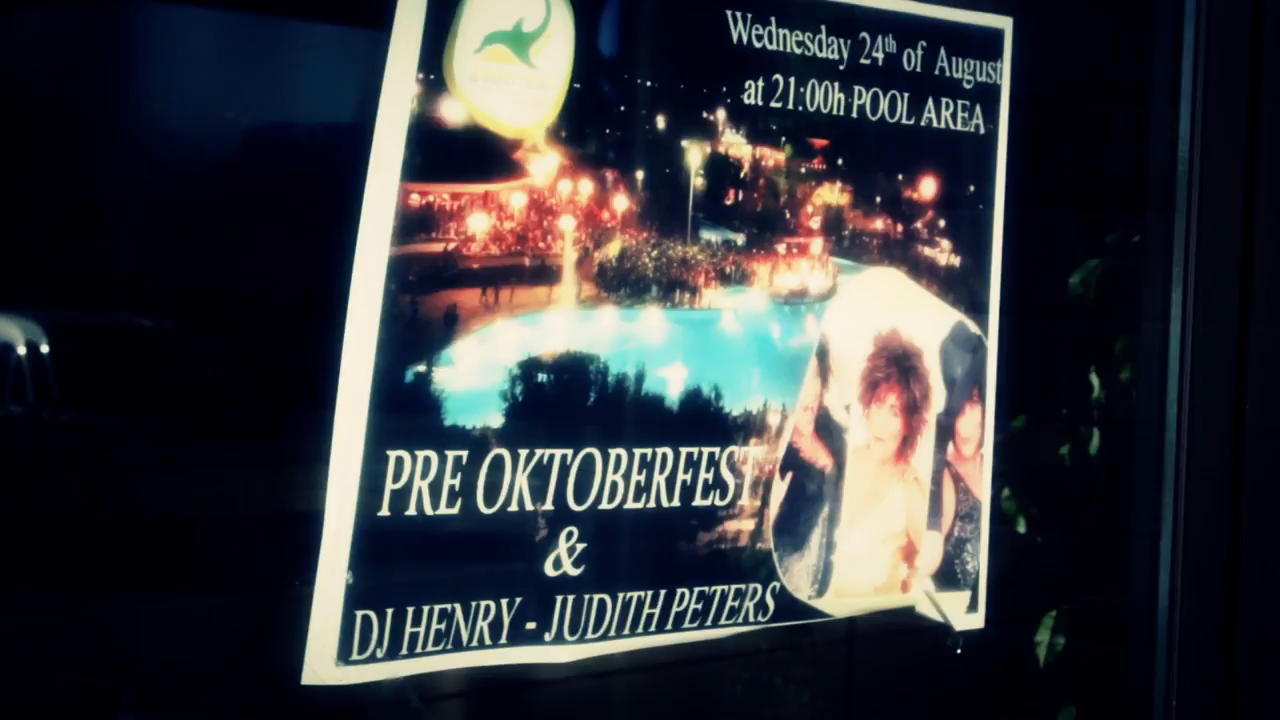 Wednesday 24th of August
at 21:00h POOL AREA
PRE OKTOBERFEST
&
DJ HENRY - JUDITH PETERS